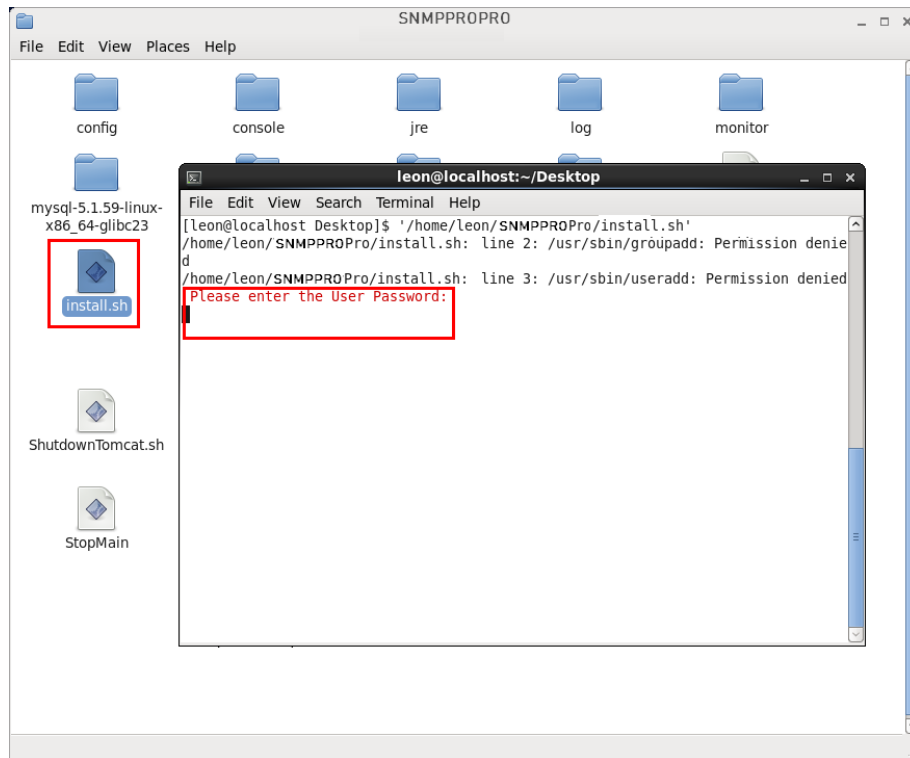 SNMPPROPRO
File Edit View Places Help
config
console
jre
log
monitor
mysql-5.1.59-linux-
x86_64-glibc23
install.sh
ShutdownTomcat.sh
StopMain
leon@localhost:~/Desktop
File Edit View Search Terminal Help
[leon@localhost Desktop]$ '/home/leon/SNMPPROPro/install.sh'
/home/leon/SNMPPROPro/install.sh: line 2: /usr/sbin/groupadd: Permission denie
d
/home/leon/SNMPPROPro/install.sh: line 3: /usr/sbin/useradd: Permission denied
Please enter the User Password: